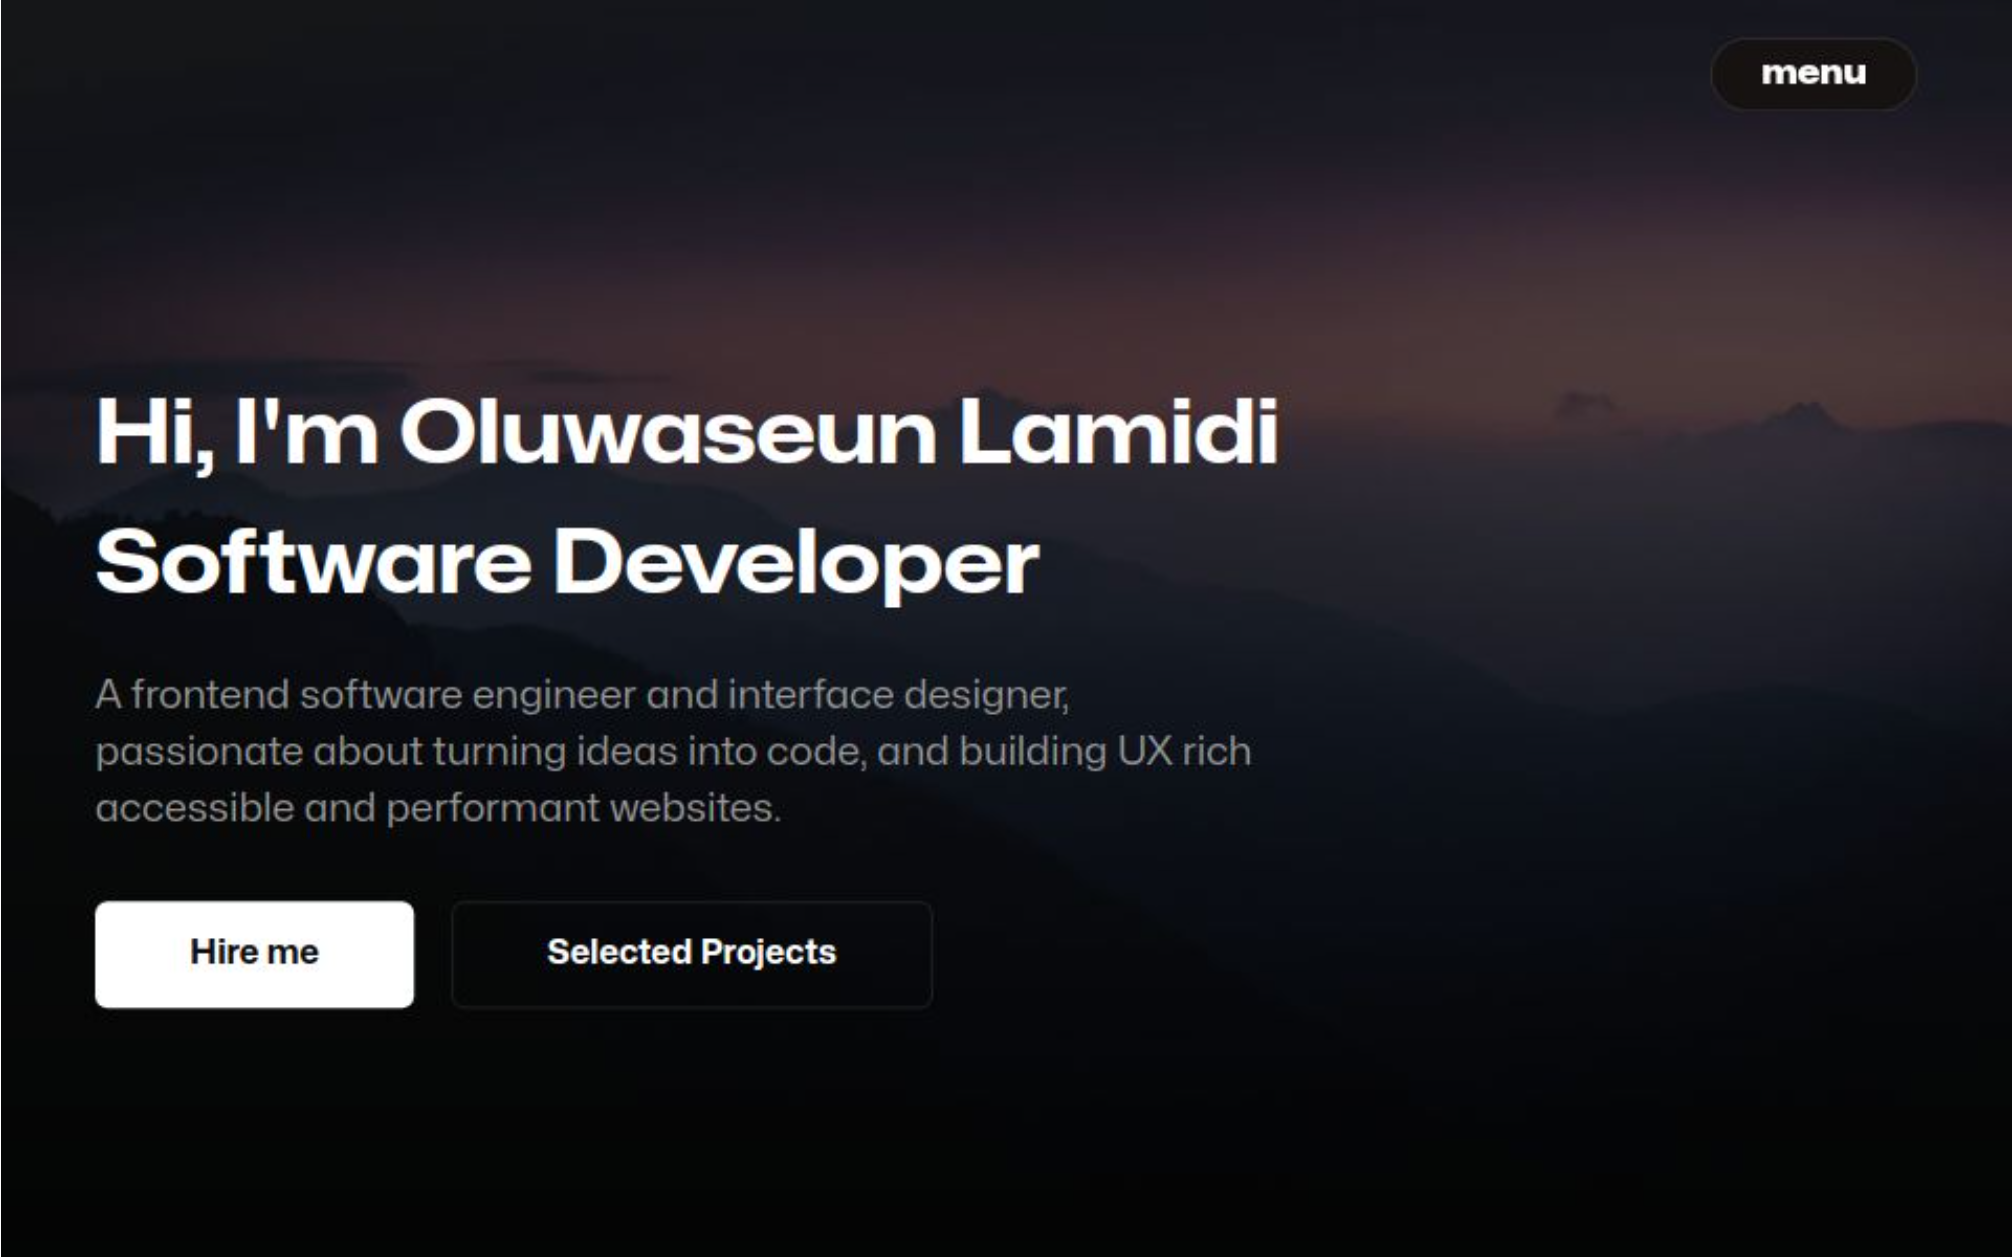 menu
Hi, I'm Oluwaseun Lamidi
Software Developer
A frontend software engineer and interface designer,
passionate about turning ideas into code, and building UX rich
accessible and performant websites.
Hire me
Selected Projects